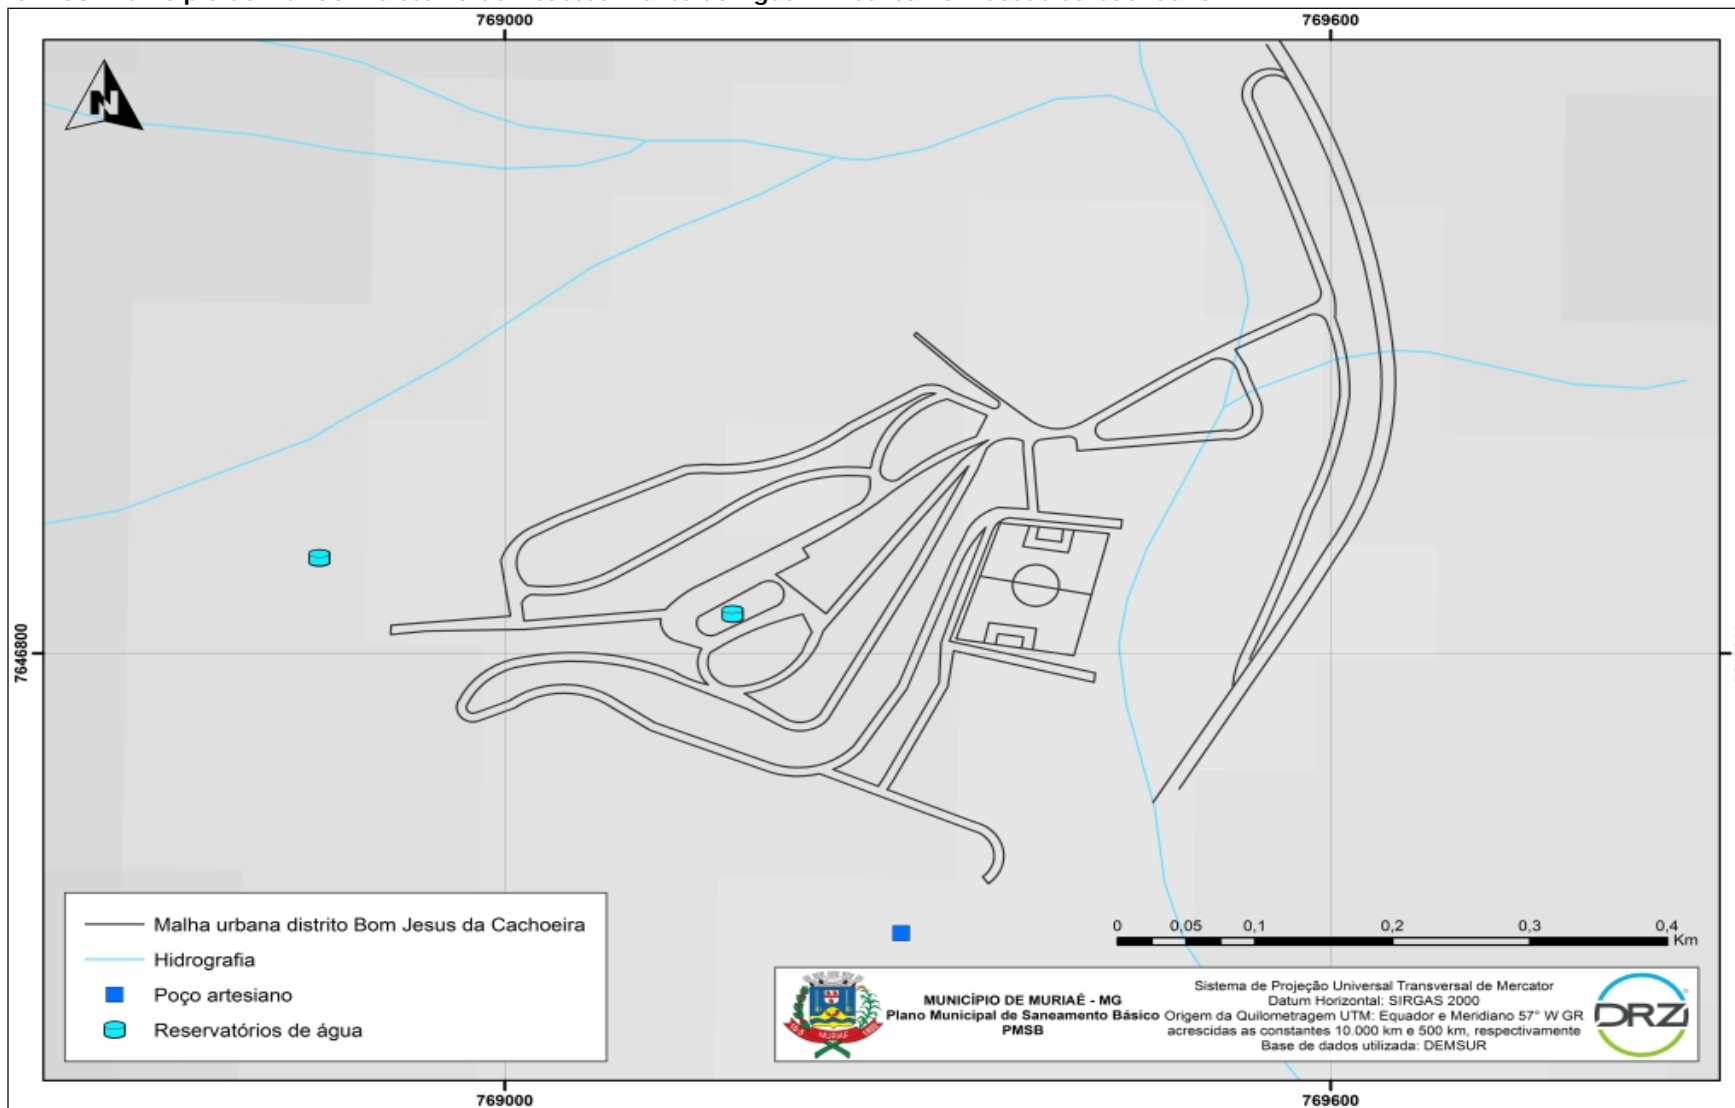 769000
769600
N
7646800
Malha urbana distrito Bom Jesus da Cachoeira
Hidrografia
Poço artesiano
Reservatórios de água
0 0,05 0,1 0,2 0,3 0,4
Km
MURIAÉ
MUNICÍPIO DE MURIAÉ - MG
Plano Municipal de Saneamento Básico
PMSB
Sistema de Projeção Universal Transversal de Mercator
Datum Horizontal: SIRGAS 2000
Origem da Quilometragem UTM: Equador e Meridiano 57° W GR
acrescidas as constantes 10.000 km e 500 km, respectivamente
Base de dados utilizada: DEMSUR
DRZ
769000
769600